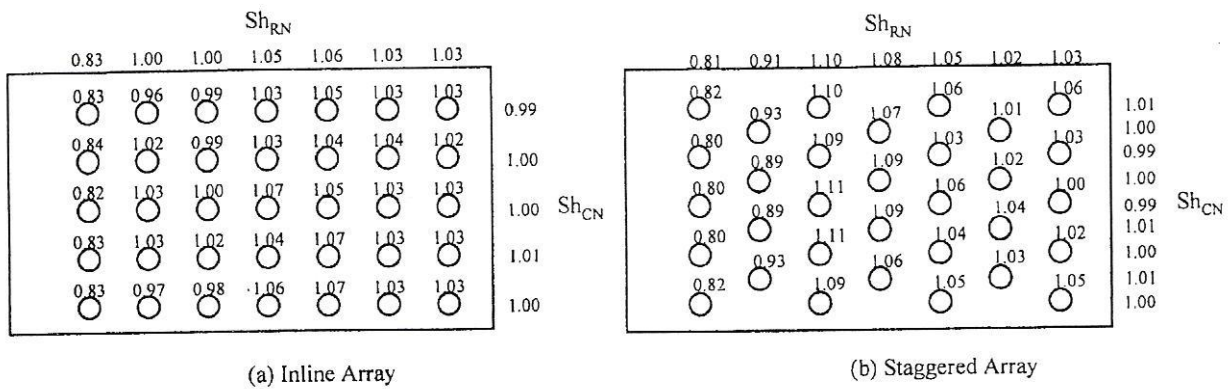 Sh_RN
0.83 1.00 1.00 1.05 1.06 1.03 1.03
0.83 0.96 0.99 1.03 1.05 1.03 1.03 0.99
0.84 1.02 0.99 1.03 1.04 1.04 1.02 1.00
0.82 1.03 1.00 1.07 1.05 1.03 1.03 1.00
Sh_CN
0.83 1.03 1.02 1.04 1.07 1.03 1.03 1.01
0.83 0.97 0.98 1.06 1.07 1.03 1.03 1.00
(a) Inline Array
Sh_RN
0.81 0.91 1.10 1.08 1.05 1.02 1.03
0.82 1.10 1.06 1.06 1.01
0.93 1.07 1.01 1.00
0.80 1.09 1.03 1.03 0.99
0.89 1.09 1.02 1.00
0.80 1.11 1.06 1.00 0.99
Sh_CN
0.89 1.09 1.04 1.01
0.80 1.11 1.04 1.02 1.00
0.93 1.06 1.03 1.01
0.82 1.09 1.05 1.05 1.00
(b) Staggered Array